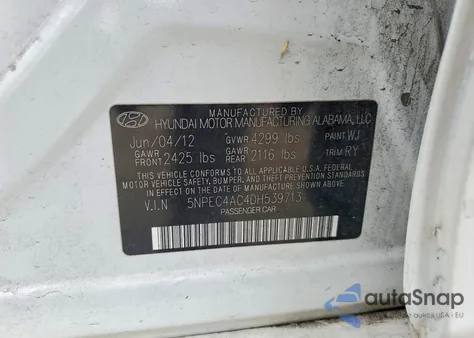 MANUFACTURED BY
HYUNDAI MOTOR MANUFACTURING ALABAMA, LLC
Jun/04/12 GVWR 4299 lbs PAINT WJ
GAWR FRONT 2425 lbs GAWR REAR 2116 lbs TRIM RY
THIS VEHICLE CONFORMS TO ALL APPLICABLE U.S.A. FEDERAL
MOTOR VEHICLE SAFETY, BUMPER, AND THEFT PREVENTION
STANDARDS IN EFFECT ON THE DATE OF MANUFACTURE SHOWN ABOVE.
V.I.N 5NPEC4AC4DH539713
PASSENGER CAR
autoSnap